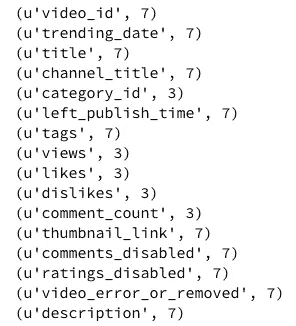 (u'video_id', 7)
(u'trending_date', 7)
(u'title', 7)
(u'channel_title', 7)
(u'category_id', 3)
(u'left_publish_time', 7)
(u'tags', 7)
(u'views', 3)
(u'likes', 3)
(u'dislikes', 3)
(u'comment_count', 3)
(u'thumbnail_link', 7)
(u'comments_disabled', 7)
(u'ratings_disabled', 7)
(u'video_error_or_removed', 7)
(u'description', 7)